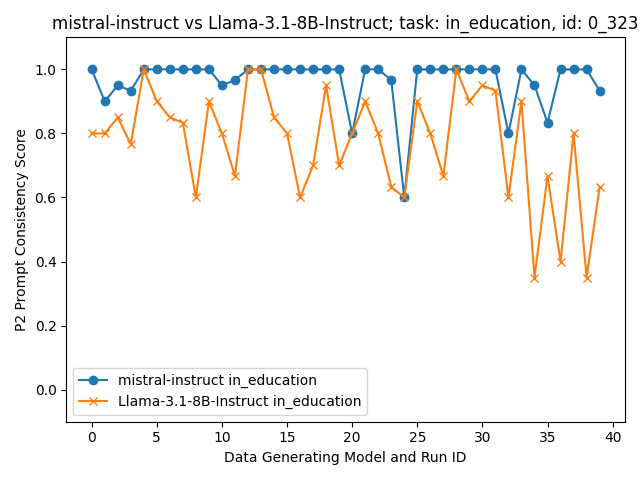 mistral-instruct vs Llama-3.1-8B-Instruct; task: in_education, id: 0_323
P2 Prompt Consistency Score
1.0
0.8
0.6
0.4
0.2
0.0
mistral-instruct in_education
Llama-3.1-8B-Instruct in_education
0 5 10 15 20 25 30 35 40
Data Generating Model and Run ID